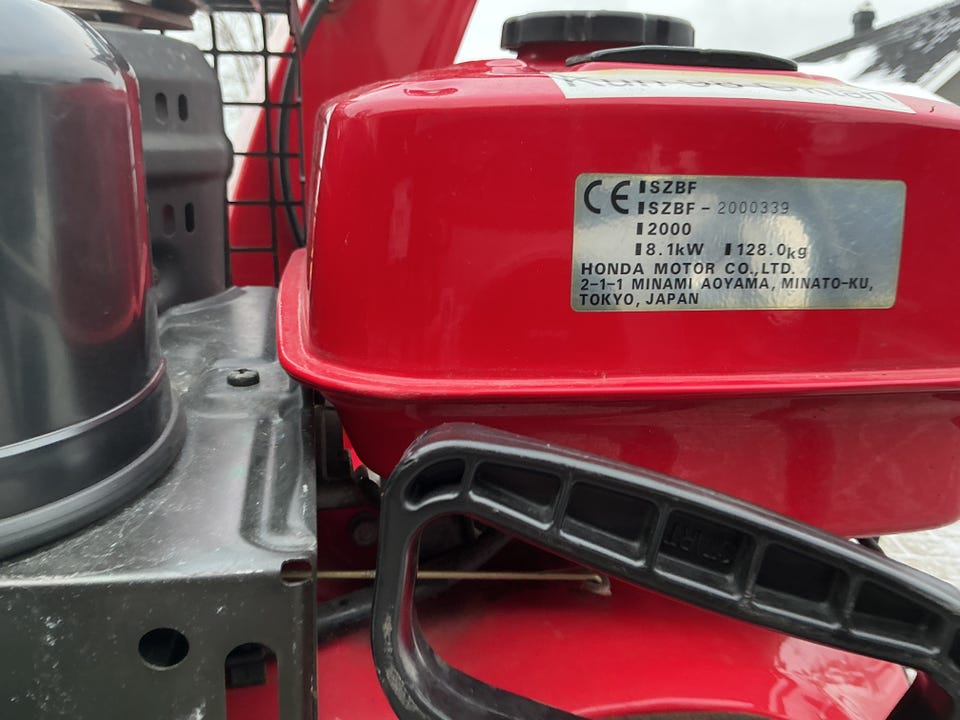 CE SZBF
SZBF-2000339
2000
8.1kW 128.0kg
HONDA MOTOR CO.,LTD.
2-1-1 MINAMI AOYAMA, MINATO-KU,
TOKYO, JAPAN